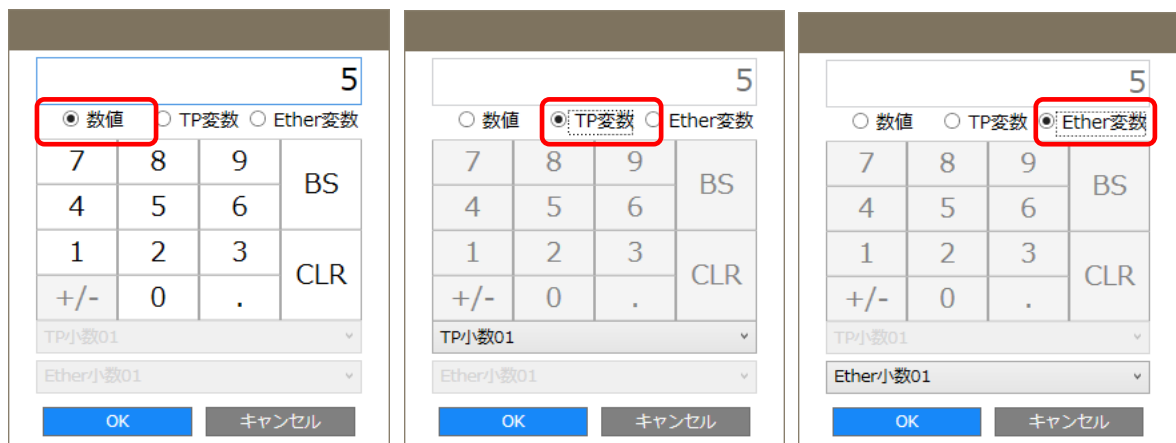 5
数値 TP変数 Ether変数
7 8 9 BS
4 5 6
1 2 3 CLR
+/- 0 .
TP小数01
Ether小数01
OK キャンセル
5
数値 TP変数 Ether変数
7 8 9 BS
4 5 6
1 2 3 CLR
+/- 0 .
TP小数01
Ether小数01
OK キャンセル
5
数値 TP変数 Ether変数
7 8 9 BS
4 5 6
1 2 3 CLR
+/- 0 .
TP小数01
Ether小数01
OK キャンセル